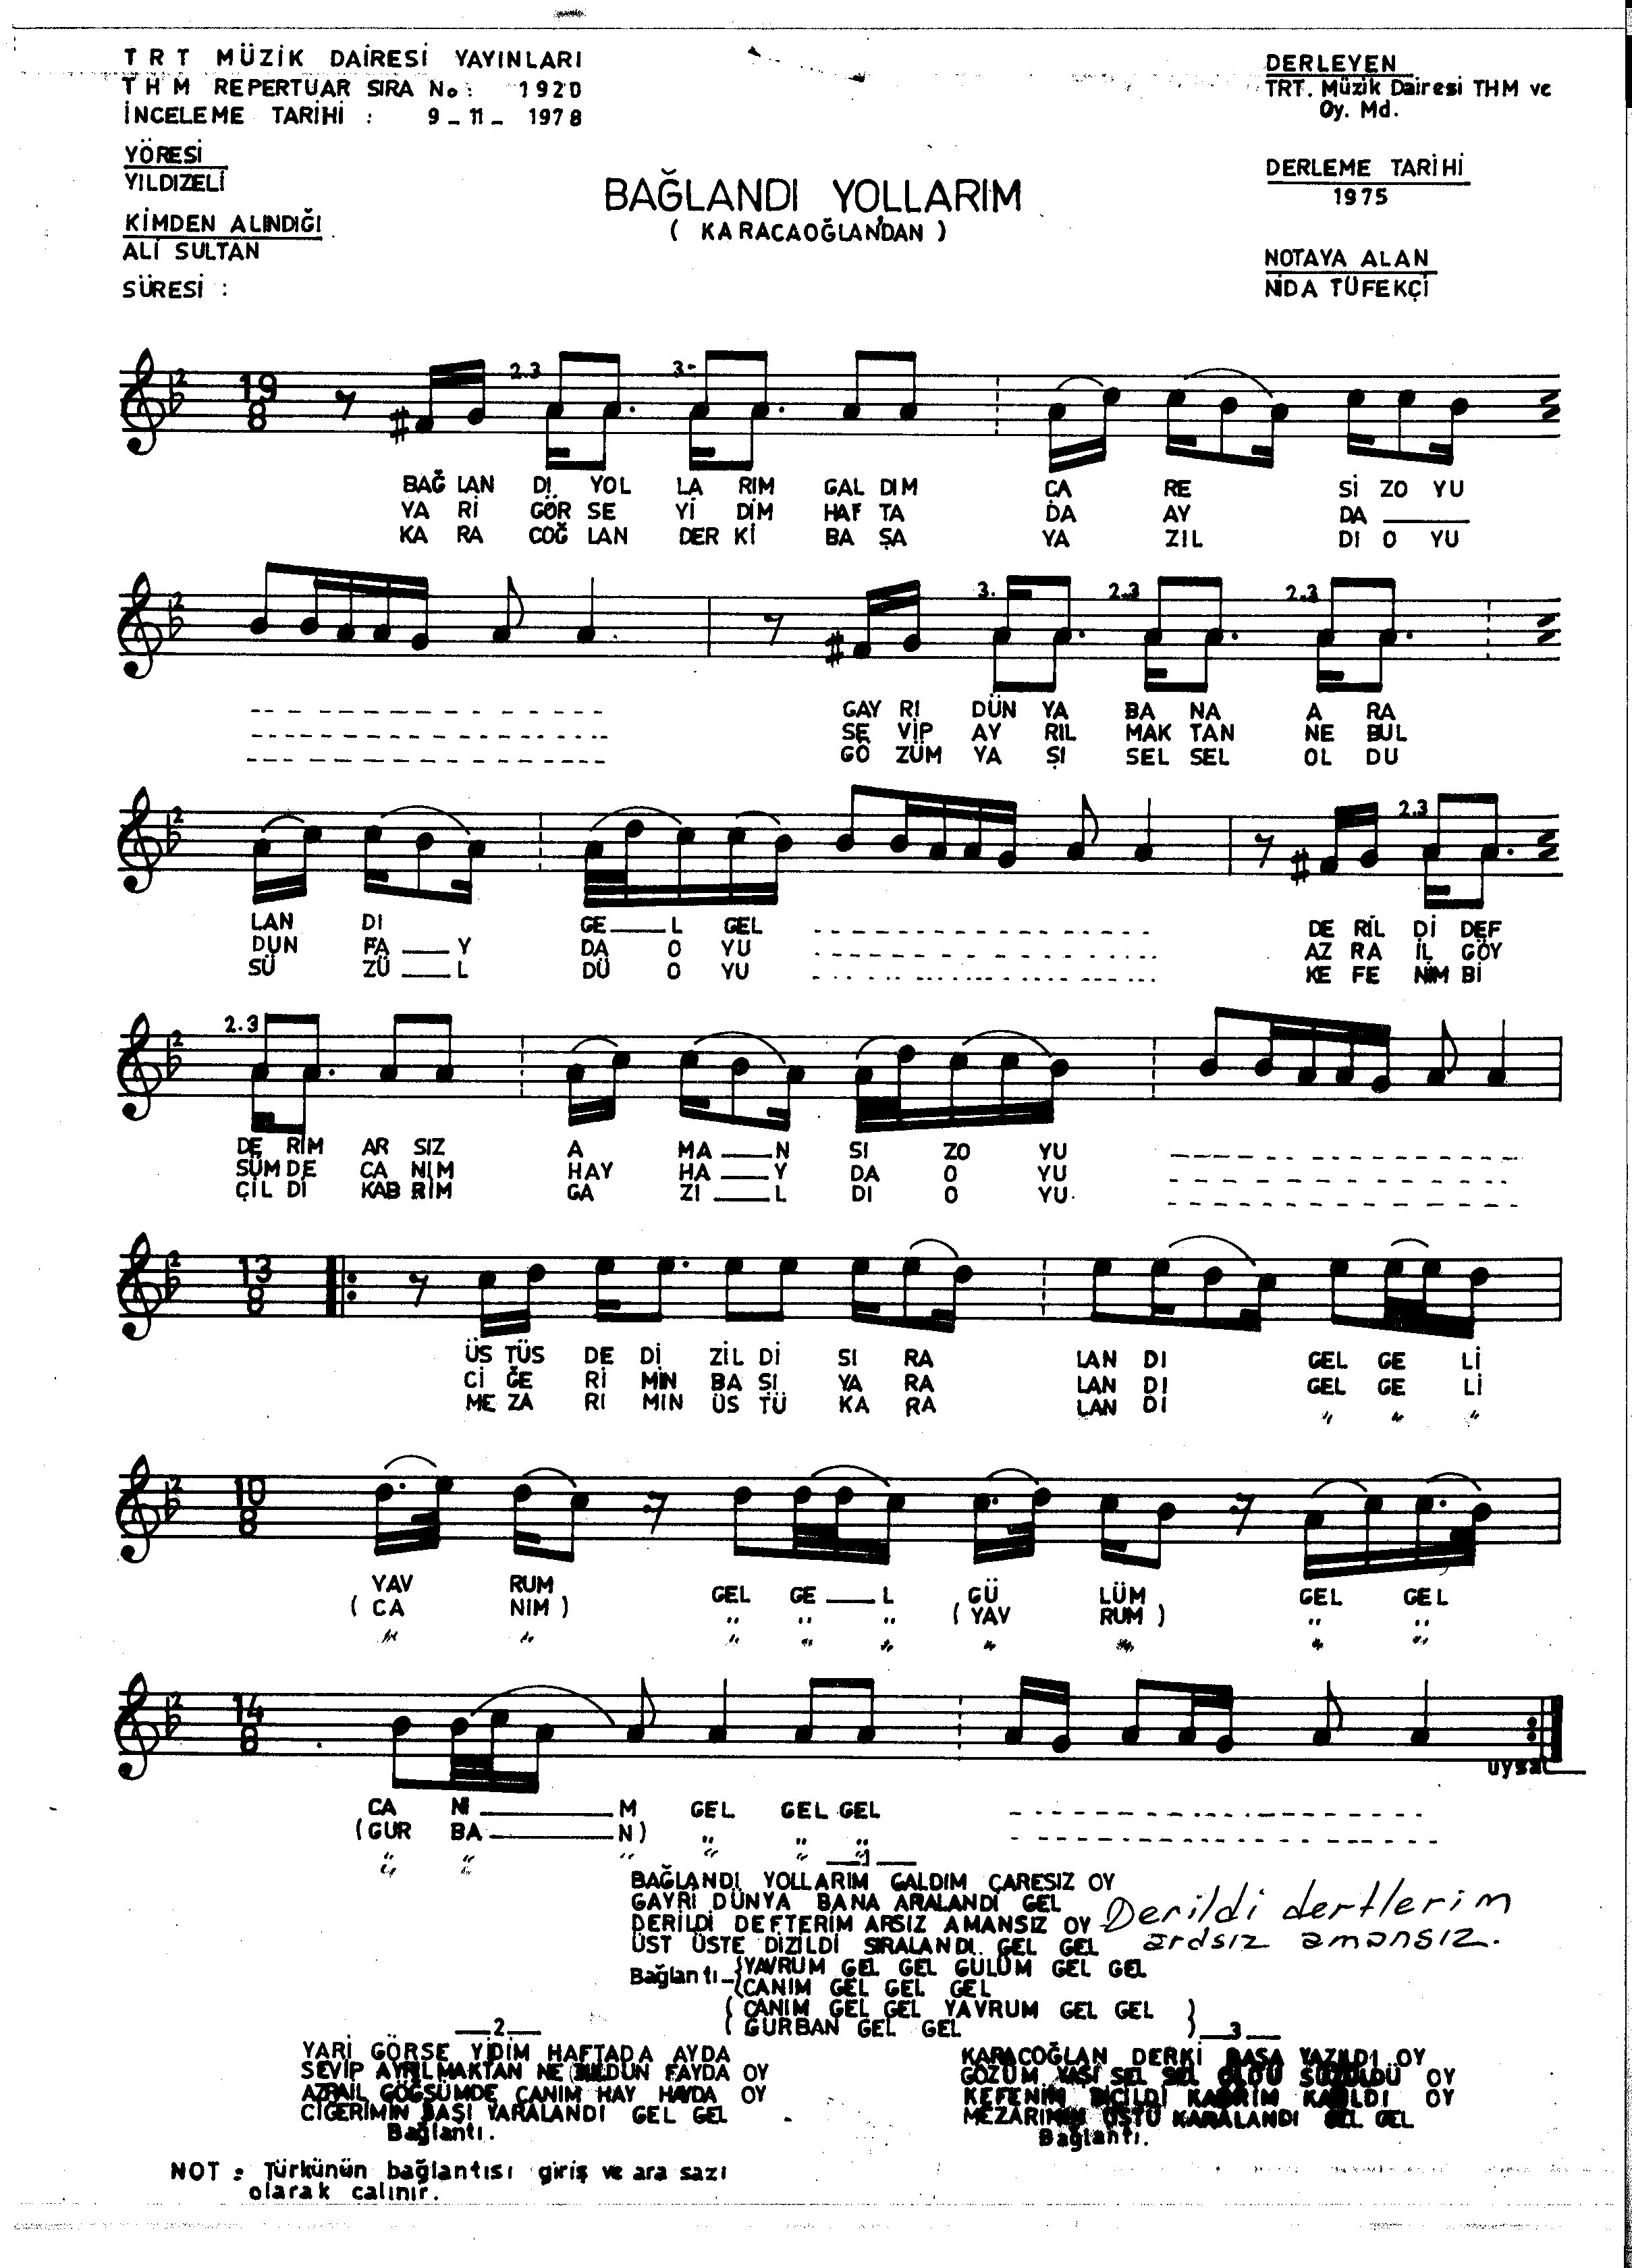 TRT MÜZİK DAİRESİ YAYINLARI
THM REPERTUAR SIRA No: 1920
İNCELEME TARİHİ : 9_11_1978
DERLEYEN
TRT. Müzik Dairesi THM ve
Oy. Md.
YÖRESİ
YILDIZELİ
DERLEME TARİHİ
1975
BAĞLANDI YOLLARIM
( KARACAOĞLAN'DAN )
KİMDEN ALINDIĞI
ALİ SULTAN
NOTAYA ALAN
NİDA TÜFEKÇİ
SÜRESİ :
19
8
2.3 3-
BAĞ LAN DI YOL LA RIM GAL DIM ÇA RE Sİ ZO YU
YA Rİ GÖR SE Yİ DİM HAF TA DA AY DA
KA RA COĞ LAN DER Kİ BA ŞA YA ZIL DI O YU
3. 2.3 2.3
GAY RI DÜN YA BA NA A RA
SE VİP AY RIL MAK TAN NE BUL
GÖ ZÜM YA ŞI SEL SEL OL DU
2.3
LAN DI GE L GEL DE RİL Dİ DEF
DUN FA Y DA O YU AZ RA İL GÖY
SÜ ZÜ L DÜ O YU KE FE NİM Bİ
2.3
DE RİM AR SIZ A MA N SI ZO YU
SÜM DE CA NIM HAY HA Y DA O YU
ÇİL Dİ KAB RİM GA ZI L DI O YU
13
8
ÜS TÜS DE Dİ ZİL Dİ SI RA LAN DI GEL GE Lİ
Cİ ĞE Rİ MİN BA ŞI YA RA LAN DI GEL GE Lİ
ME ZA RI MIN ÜS TÜ KA RA LAN DI " " "
10
8
YAV RUM GEL GE L GÜ LÜM GEL GEL
( CA NIM ) " " " ( YAV RUM ) " "
" " " " " " " " "
14
8
uysal
CA NI M GEL GEL GEL
(GUR BA N) " " "
" " " " " "
1
BAĞLANDI YOLLARIM GALDIM ÇARESIZ OY
GAYRI DÜNYA BANA ARALANDI GEL
DERİLDİ DEFTERİM ARSIZ AMANSIZ OY Derildi dertlerim
ÜST ÜSTE DİZİLDİ SIRALANDI GEL GEL ardsız amansız.
Bağlantı {YAVRUM GEL GEL GÜLÜM GEL GEL
CANIM GEL GEL GEL
( CANIM GEL GEL YAVRUM GEL GEL )
( GURBAN GEL GEL )
2
YARİ GÖRSE YİDİM HAFTADA AYDA
SEVİP AYRILMAKTAN NE BULDUN FAYDA OY
AZRAİL GÖĞSÜMDE CANIM HAY HAYDA OY
CİĞERİMİN BAŞI YARALANDI GEL GEL
Bağlantı.
3
KARACOĞLAN DERKİ BAŞA YAZILDI OY
GÖZÜM YAŞI SEL SEL OLDU SÜZÜLDÜ OY
KEFENİM BİÇİLDİ KABRİM KAZILDI OY
MEZARIMIN ÜSTÜ KARALANDI GEL GEL
Bağlantı.
NOT : Türkünün bağlantısı giriş ve ara sazı
olarak çalınır.